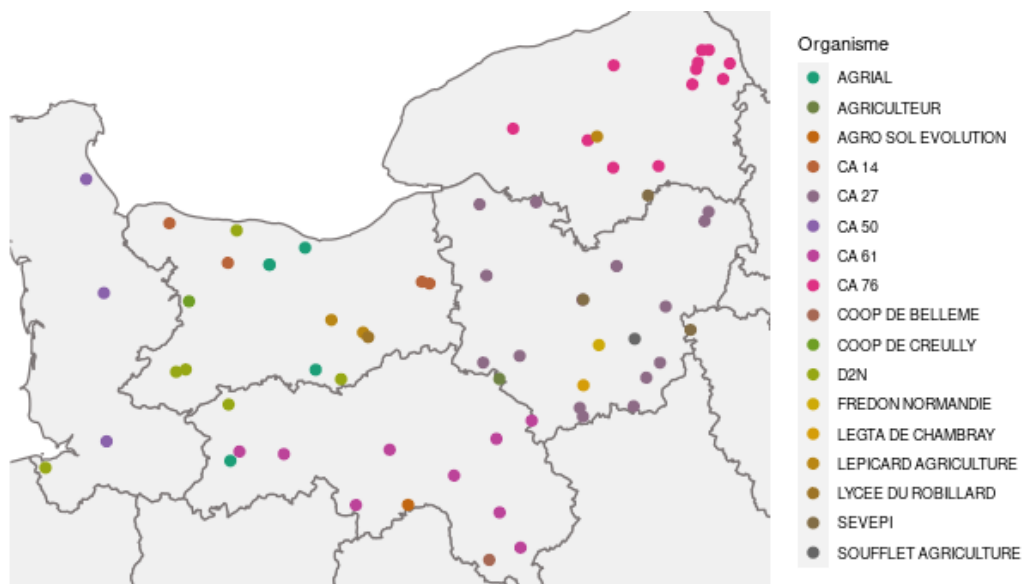 Organisme
AGRIAL
AGRICULTEUR
AGRO SOL EVOLUTION
CA 14
CA 27
CA 50
CA 61
CA 76
COOP DE BELLEME
COOP DE CREULLY
D2N
FREDON NORMANDIE
LEGTA DE CHAMBRAY
LEPICARD AGRICULTURE
LYCEE DU ROBILLARD
SEVEPI
SOUFFLET AGRICULTURE